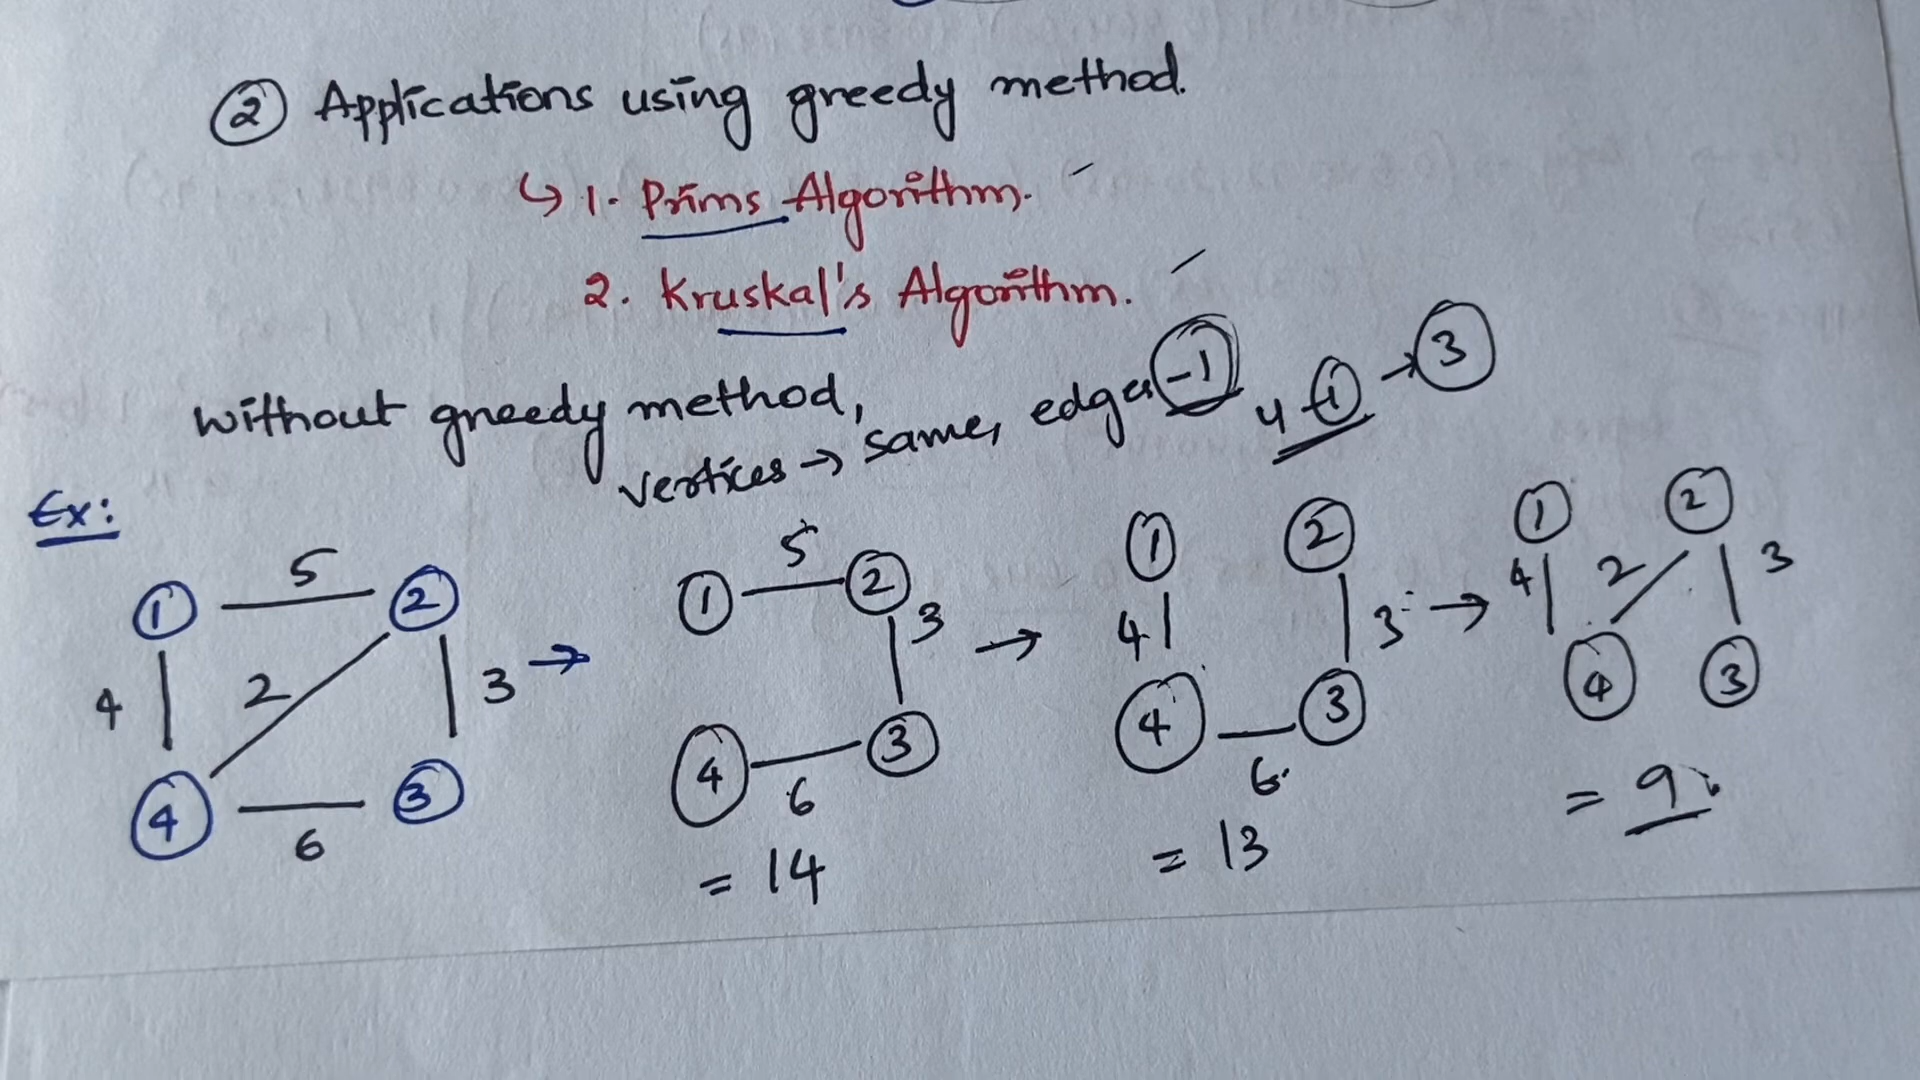 ② Applications using greedy method.
↳ 1. Prims Algorithm.
2. Kruskal's Algorithm.
without greedy method,
vertices → same, edges -1 4 -1 → 3
Ex:
1 5 2
4 2 3 →
4 6 3
1 5 2
3 →
4 6 3
= 14
1 2
4 3 →
4 6 3
= 13
1 2
4 2 3
4 3
= 9